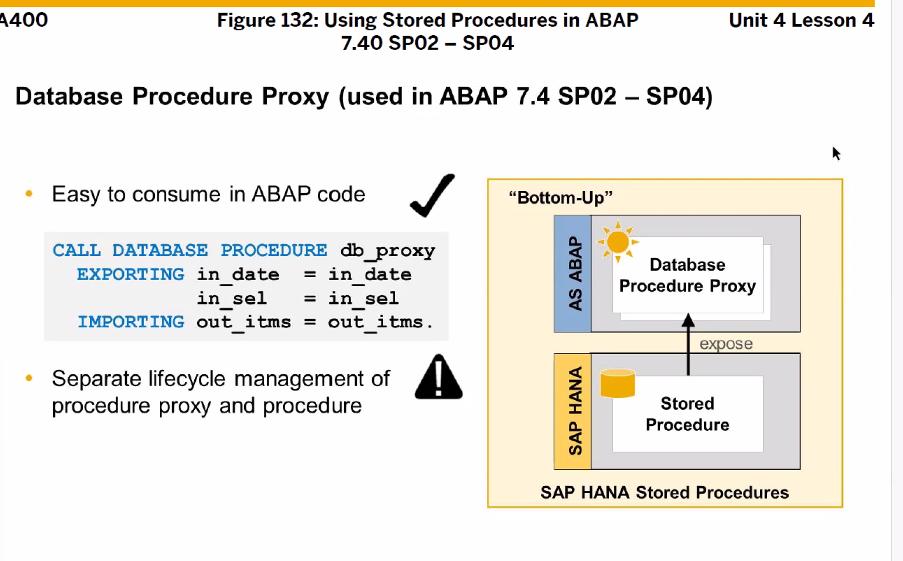 A400
Figure 132: Using Stored Procedures in ABAP
7.40 SP02 – SP04
Unit 4 Lesson 4
Database Procedure Proxy (used in ABAP 7.4 SP02 – SP04)
• Easy to consume in ABAP code
CALL DATABASE PROCEDURE db_proxy
EXPORTING in_date = in_date
in_sel = in_sel
IMPORTING out_itms = out_itms.
• Separate lifecycle management of
procedure proxy and procedure
“Bottom-Up”
AS ABAP
Database
Procedure Proxy
expose
SAP HANA
Stored
Procedure
SAP HANA Stored Procedures